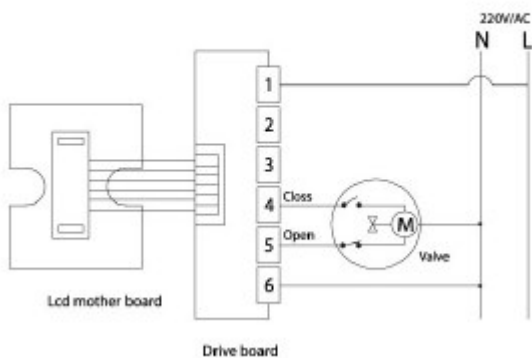 220V/AC
N L
1
2
3
4 Closs
5 Open
6
M
Valve
Lcd mother board
Drive board